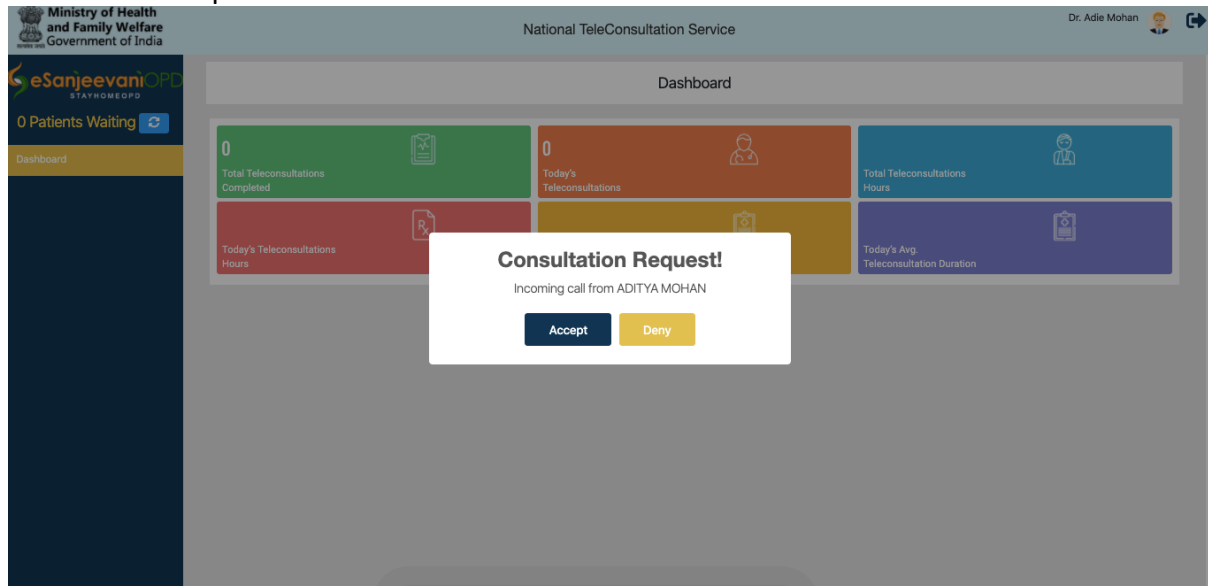 Ministry of Health
and Family Welfare
Government of India
National TeleConsultation Service
Dr. Adie Mohan
eSanjeevaniOPD
STAYHOMEOPD
0 Patients Waiting
Dashboard
Dashboard
0
Total Teleconsultations
Completed
0
Today's
Teleconsultations
Total Teleconsultations
Hours
Today's Teleconsultations
Hours
Today's Avg.
Teleconsultation Duration
Consultation Request!
Incoming call from ADITYA MOHAN
Accept
Deny